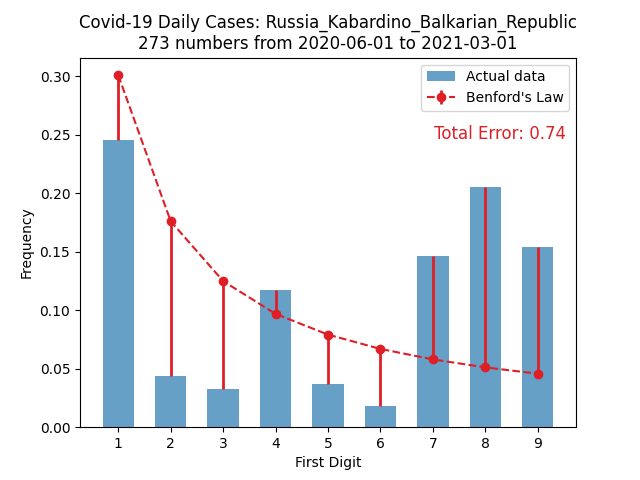 Covid-19 Daily Cases: Russia_Kabardino_Balkarian_Republic
273 numbers from 2020-06-01 to 2021-03-01
Actual data
Benford's Law
Total Error: 0.74
Frequency
0.30
0.25
0.20
0.15
0.10
0.05
0.00
1 2 3 4 5 6 7 8 9
First Digit